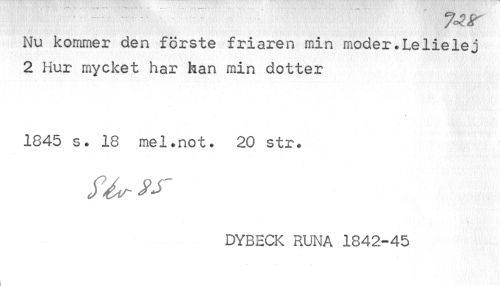 928
Nu kommer den förste friaren min moder.Lelielej
2 Hur mycket har han min dotter
1845 s. 18 mel.not. 20 str.
Skv 85
DYBECK RUNA 1842-45